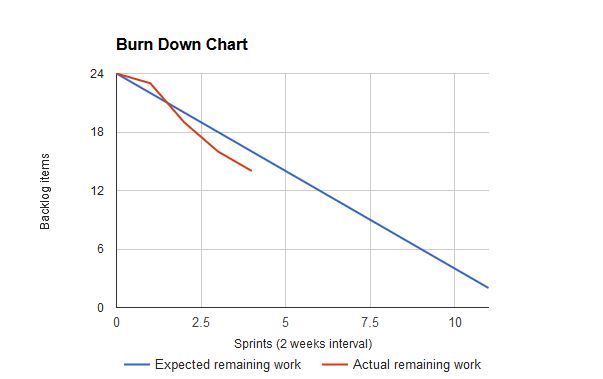 Burn Down Chart
24
18
12
6
0
Backlog items
0 2.5 5 7.5 10
Sprints (2 weeks interval)
Expected remaining work Actual remaining work